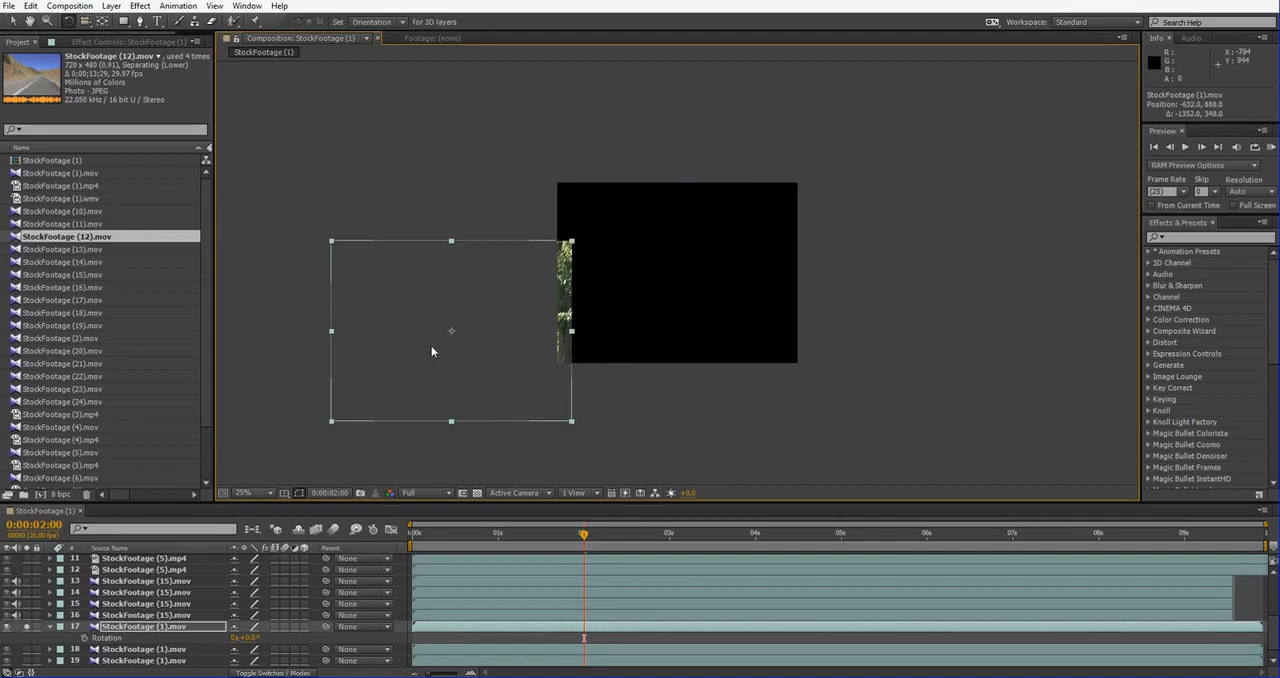 File Edit Composition Layer Effect Animation View Window Help
Set Orientation for 3D layers
Workspace: Standard Search Help
Project Effect Controls: StockFootage (1).mov
Composition: StockFootage (1) Footage: (none)
StockFootage (1)
Info Audio
StockFootage (12).mov , used 4 times
720 x 480 (0.91), Separating (Lower)
Δ 0;00;13;29, 29.97 fps
Millions of Colors
Photo - JPEG
22.050 kHz / 16 bit U / Stereo
R :
G :
B :
A : 0
X : -784
Y : 944
StockFootage (1).mov
Position: -632.0, 888.0
Δ: -1352.0, 348.0
Preview
RAM Preview Options
Frame Rate Skip Resolution
(25) 0 Auto
From Current Time Full Screen
Effects & Presets
* Animation Presets
3D Channel
Audio
Blur & Sharpen
Channel
CINEMA 4D
Color Correction
Composite Wizard
Distort
Expression Controls
Generate
Image Lounge
Key Correct
Keying
Knoll
Knoll Light Factory
Magic Bullet Colorista
Magic Bullet Cosmo
Magic Bullet Denoiser
Magic Bullet Frames
Magic Bullet InstantHD
Name
StockFootage (1)
StockFootage (1).mov
StockFootage (1).mp4
StockFootage (1).wmv
StockFootage (10).mov
StockFootage (11).mov
StockFootage (12).mov
StockFootage (13).mov
StockFootage (14).mov
StockFootage (15).mov
StockFootage (16).mov
StockFootage (17).mov
StockFootage (18).mov
StockFootage (19).mov
StockFootage (2).mov
StockFootage (20).mov
StockFootage (21).mov
StockFootage (22).mov
StockFootage (23).mov
StockFootage (24).mov
StockFootage (3).mp4
StockFootage (4).mov
StockFootage (4).mp4
StockFootage (5).mov
StockFootage (5).mp4
StockFootage (6).mov
8 bpc
25% 0:00:02:00 Full Active Camera 1 View +0.0
StockFootage (1)
0:00:02:00
00050 (25.00 fps)
:00s 01s 03s 04s 05s 06s 07s 08s 09s 1
# Source Name Parent
11 StockFootage (5).mp4 None
12 StockFootage (5).mp4 None
13 StockFootage (15).mov None
14 StockFootage (15).mov None
15 StockFootage (15).mov None
16 StockFootage (15).mov None
17 StockFootage (1).mov None
Rotation 0x+0.0°
18 StockFootage (1).mov None
19 StockFootage (1).mov None
Toggle Switches / Modes